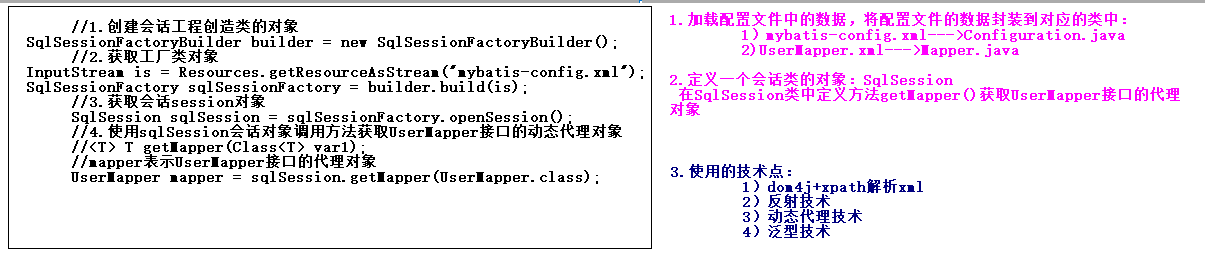 //1.创建会话工程创造类的对象
SqlSessionFactoryBuilder builder = new SqlSessionFactoryBuilder();
//2.获取工厂类对象
InputStream is = Resources.getResourceAsStream("mybatis-config.xml");
SqlSessionFactory sqlSessionFactory = builder.build(is);
//3.获取会话session对象
SqlSession sqlSession = sqlSessionFactory.openSession();
//4.使用sqlSession会话对象调用方法获取UserMapper接口的动态代理对象
//<T> T getMapper(Class<T> var1);
//mapper表示UserMapper接口的代理对象
UserMapper mapper = sqlSession.getMapper(UserMapper.class);
1.加载配置文件中的数据，将配置文件的数据封装到对应的类中：
1）mybatis-config.xml--->Configuration.java
2)UserMapper.xml--->Mapper.java
2.定义一个会话类的对象：SqlSession
在SqlSession类中定义方法getMapper()获取UserMapper接口的代理
对象
3.使用的技术点：
1）dom4j+xpath解析xml
2）反射技术
3）动态代理技术
4）泛型技术